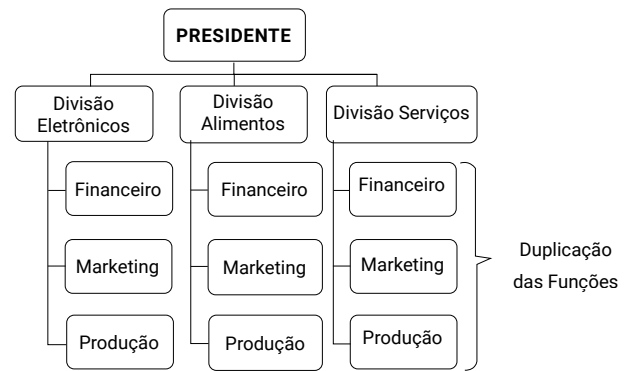 PRESIDENTE
Divisão
Eletrônicos
Divisão
Alimentos
Divisão Serviços
Financeiro
Financeiro
Financeiro
Marketing
Marketing
Marketing
Produção
Produção
Produção
Duplicação
das Funções